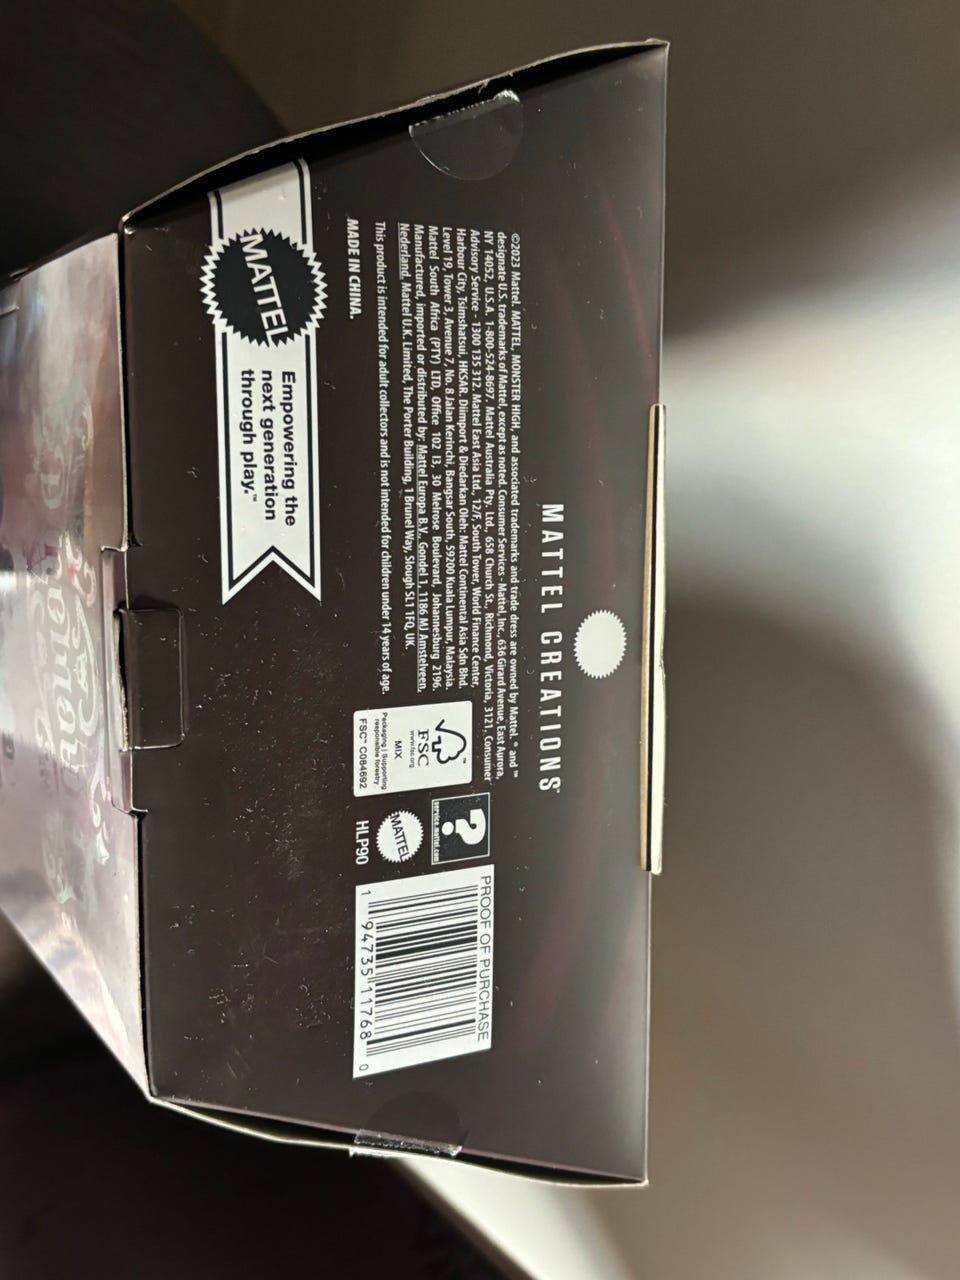 MATTEL CREATIONS™
©2023 Mattel. MATTEL, MONSTER HIGH, and associated trademarks and trade dress are owned by Mattel. ® and ™
designate U.S. trademarks of Mattel, except as noted. Consumer Services - Mattel, Inc., 636 Girard Avenue, East Aurora,
NY 14052, U.S.A. 1-800-524-8697. Mattel Australia Pty. Ltd., 658 Church St., Richmond, Victoria, 3121. Consumer
Advisory Service - 1300 135 312. Mattel East Asia Ltd., 12/F, South Tower, World Finance Center,
Harbour City, Tsimshatsui, HKSAR. Diimport & Diedarkan Oleh: Mattel Continental Asia Sdn Bhd.
Level 19, Tower 3, Avenue 7, No. 8 Jalan Kerinchi, Bangsar South, 59200 Kuala Lumpur, Malaysia.
Mattel South Africa (PTY) LTD, Office 102 I3, 30 Melrose Boulevard, Johannesburg 2196.
Manufactured, imported or distributed by: Mattel Europa B.V., Gondel 1, 1186 MJ Amstelveen,
Nederland. Mattel U.K. Limited, The Porter Building, 1 Brunel Way, Slough SL1 1FQ, UK.
This product is intended for adult collectors and is not intended for children under 14 years of age.
MADE IN CHINA.
MATTEL
Empowering the
next generation
through play.™
FSC™
www.fsc.org
MIX
Packaging | Supporting
responsible forestry
FSC™ C084692
?
service.mattel.com
MATTEL
HLP90
PROOF OF PURCHASE
1 94735 11768 0